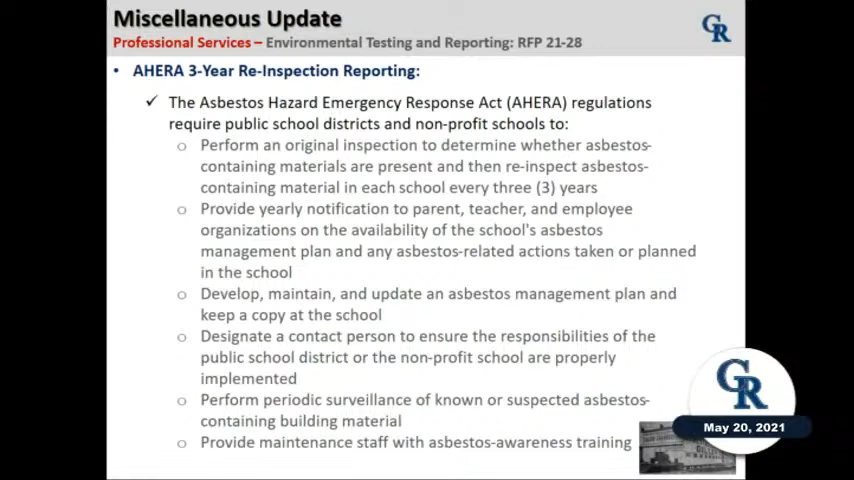 Miscellaneous Update
GR
Professional Services – Environmental Testing and Reporting: RFP 21-28
• AHERA 3-Year Re-Inspection Reporting:
✓ The Asbestos Hazard Emergency Response Act (AHERA) regulations
require public school districts and non-profit schools to:
o Perform an original inspection to determine whether asbestos-
containing materials are present and then re-inspect asbestos-
containing material in each school every three (3) years
o Provide yearly notification to parent, teacher, and employee
organizations on the availability of the school's asbestos
management plan and any asbestos-related actions taken or planned
in the school
o Develop, maintain, and update an asbestos management plan and
keep a copy at the school
o Designate a contact person to ensure the responsibilities of the
public school district or the non-profit school are properly
implemented
o Perform periodic surveillance of known or suspected asbestos-
containing building material
o Provide maintenance staff with asbestos-awareness training
GR
May 20, 2021